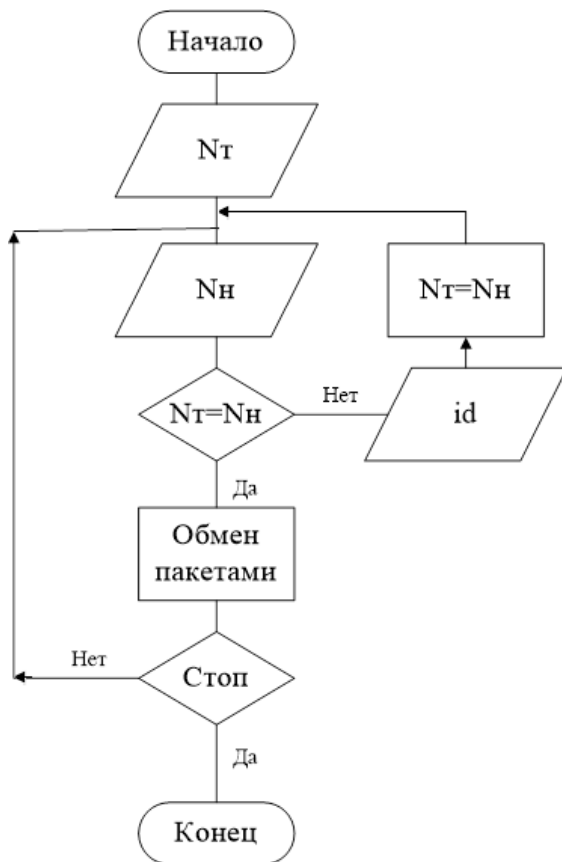 Начало
Nт
Nн
Nт=Nн
Nт=Nн
Нет
id
Да
Обмен
пакетами
Нет
Стоп
Да
Конец